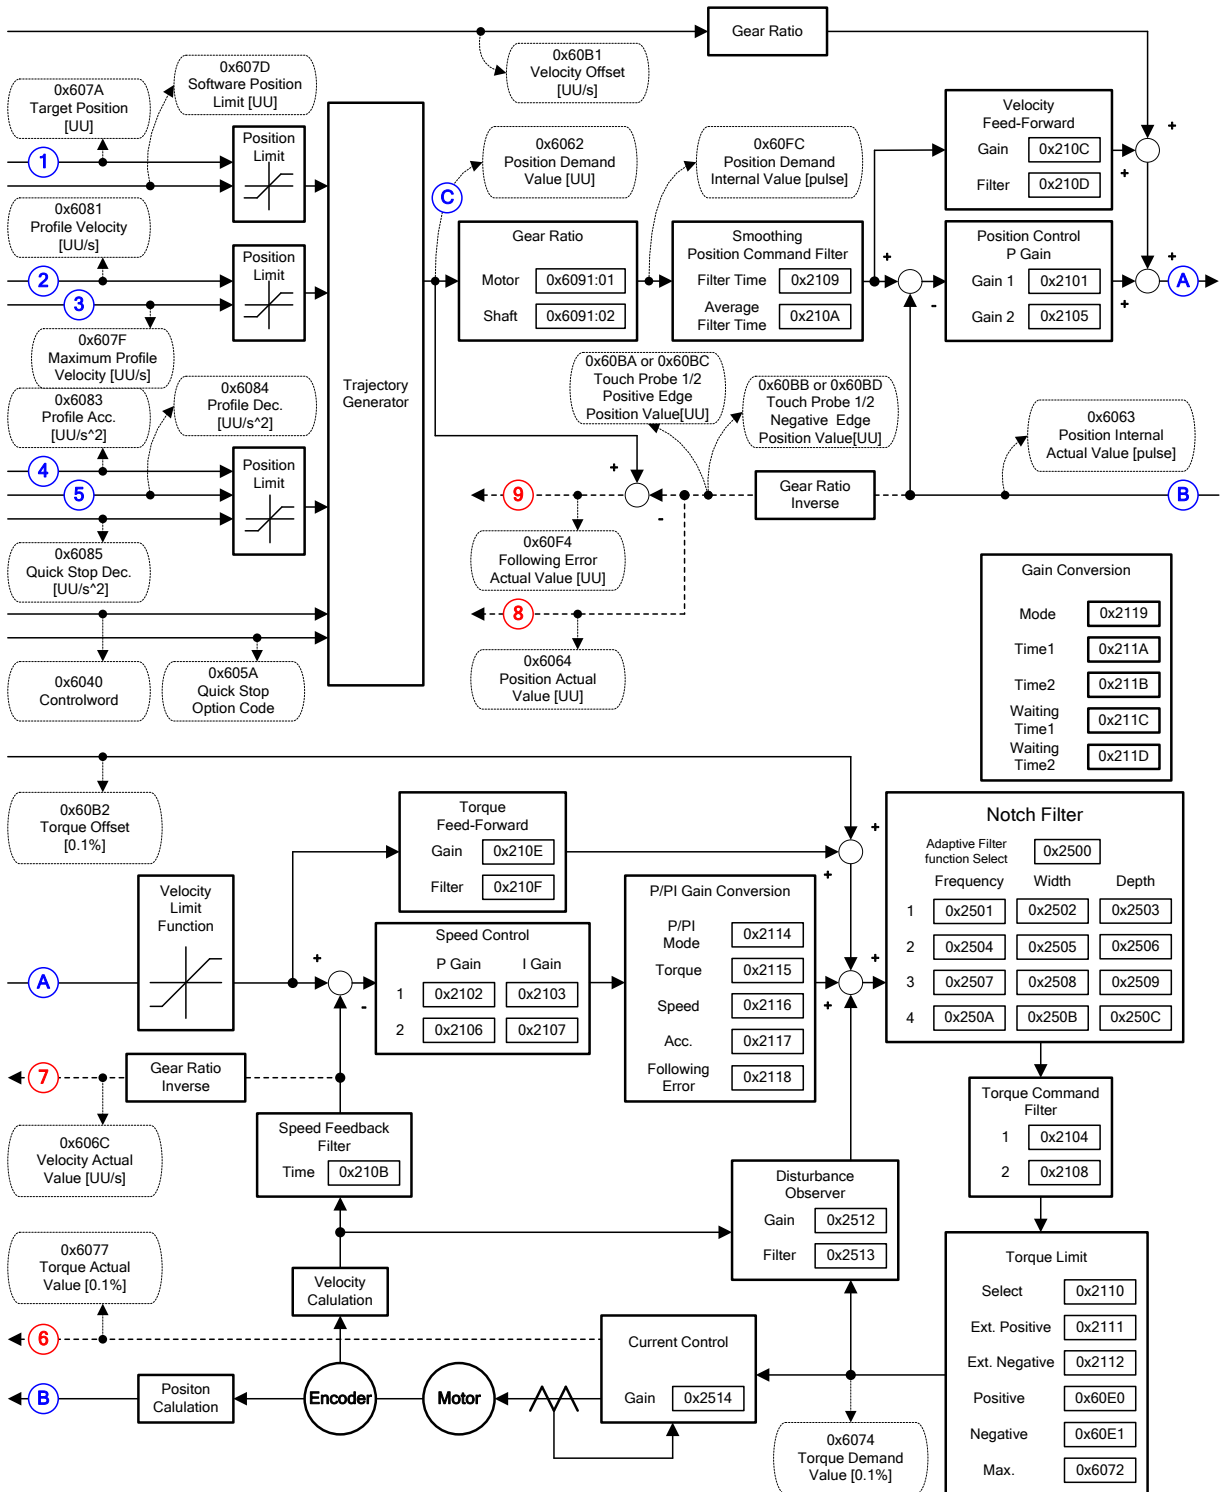 Gear Ratio
0x60B1
Velocity Offset
[UU/s]
0x607D
Software Position
Limit [UU]
0x607A
Target Position
[UU]
Position
Limit
1
0x6081
Profile Velocity
[UU/s]
Position
Limit
2
3
0x607F
Maximum Profile
Velocity [UU/s]
0x6083
Profile Acc.
[UU/s^2]
0x6084
Profile Dec.
[UU/s^2]
Position
Limit
4
5
0x6085
Quick Stop Dec.
[UU/s^2]
0x6040
Controlword
0x605A
Quick Stop
Option Code
Trajectory
Generator
C
0x6062
Position Demand
Value [UU]
0x60FC
Position Demand
Internal Value [pulse]
Gear Ratio
Motor 0x6091:01
Shaft 0x6091:02
Smoothing
Position Command Filter
Filter Time 0x2109
Average
Filter Time 0x210A
Velocity
Feed-Forward
Gain 0x210C
Filter 0x210D
+
+
+
-
Position Control
P Gain
Gain 1 0x2101
Gain 2 0x2105
+
+
A
0x60BA or 0x60BC
Touch Probe 1/2
Positive Edge
Position Value[UU]
0x60BB or 0x60BD
Touch Probe 1/2
Negative Edge
Position Value[UU]
0x6063
Position Internal
Actual Value [pulse]
Gear Ratio
Inverse
B
+
-
9
0x60F4
Following Error
Actual Value [UU]
8
0x6064
Position Actual
Value [UU]
Gain Conversion
Mode 0x2119
Time1 0x211A
Time2 0x211B
Waiting
Time1 0x211C
Waiting
Time2 0x211D
0x60B2
Torque Offset
[0.1%]
Torque
Feed-Forward
Gain 0x210E
Filter 0x210F
+
+
Velocity
Limit
Function
A
+
-
Speed Control
P Gain I Gain
1 0x2102 0x2103
2 0x2106 0x2107
P/PI Gain Conversion
P/PI
Mode 0x2114
Torque 0x2115
Speed 0x2116
Acc. 0x2117
Following
Error 0x2118
+
+
Notch Filter
Adaptive Filter
function Select 0x2500
Frequency Width Depth
1 0x2501 0x2502 0x2503
2 0x2504 0x2505 0x2506
3 0x2507 0x2508 0x2509
4 0x250A 0x250B 0x250C
7
Gear Ratio
Inverse
0x606C
Velocity Actual
Value [UU/s]
Speed Feedback
Filter
Time 0x210B
Torque Command
Filter
1 0x2104
2 0x2108
Disturbance
Observer
Gain 0x2512
Filter 0x2513
0x6077
Torque Actual
Value [0.1%]
Velocity
Calulation
6
Current Control
Gain 0x2514
Torque Limit
Select 0x2110
Ext. Positive 0x2111
Ext. Negative 0x2112
Positive 0x60E0
Negative 0x60E1
Max. 0x6072
B
Positon
Calulation
Encoder
Motor
0x6074
Torque Demand
Value [0.1%]